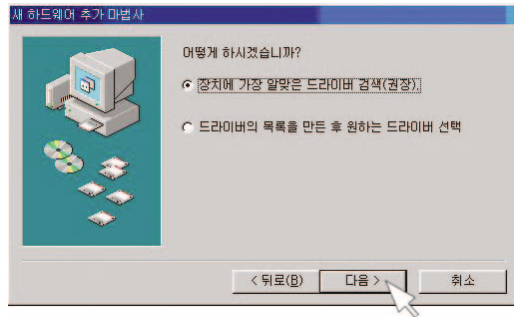 새 하드웨어 추가 마법사
어떻게 하시겠습니까?
장치에 가장 알맞은 드라이버 검색(권장).
드라이버의 목록을 만든 후 원하는 드라이버 선택
< 뒤로(B)
다음 >
취소